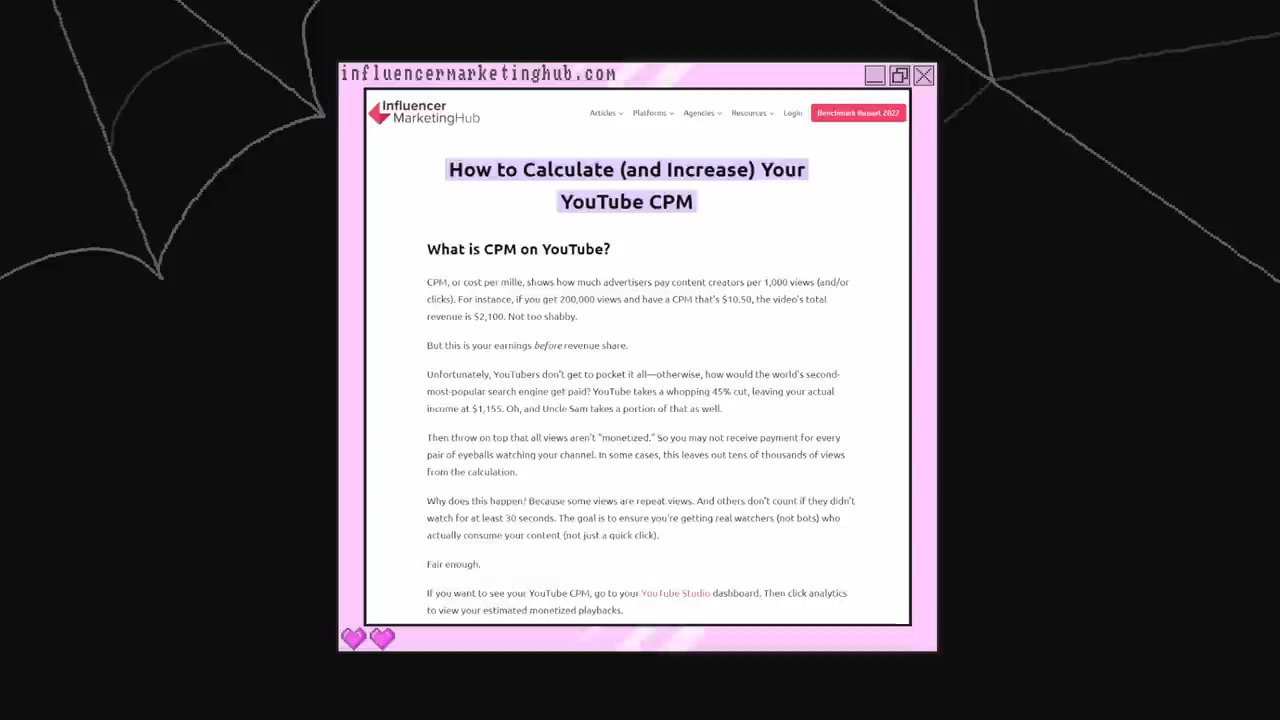 influencermarketinghub.com
Influencer
MarketingHub
Articles Platforms Agencies Resources Login Benchmark Report 2022
How to Calculate (and Increase) Your
YouTube CPM
What is CPM on YouTube?
CPM, or cost per mille, shows how much advertisers pay content creators per 1,000 views (and/or
clicks). For instance, if you get 200,000 views and have a CPM that's $10.50, the video's total
revenue is $2,100. Not too shabby.
But this is your earnings before revenue share.
Unfortunately, YouTubers don't get to pocket it all—otherwise, how would the world's second-
most-popular search engine get paid? YouTube takes a whopping 45% cut, leaving your actual
income at $1,155. Oh, and Uncle Sam takes a portion of that as well.
Then throw on top that all views aren't "monetized." So you may not receive payment for every
pair of eyeballs watching your channel. In some cases, this leaves out tens of thousands of views
from the calculation.
Why does this happen? Because some views are repeat views. And others don't count if they didn't
watch for at least 30 seconds. The goal is to ensure you're getting real watchers (not bots) who
actually consume your content (not just a quick click).
Fair enough.
If you want to see your YouTube CPM, go to your YouTube Studio dashboard. Then click analytics
to view your estimated monetized playbacks.